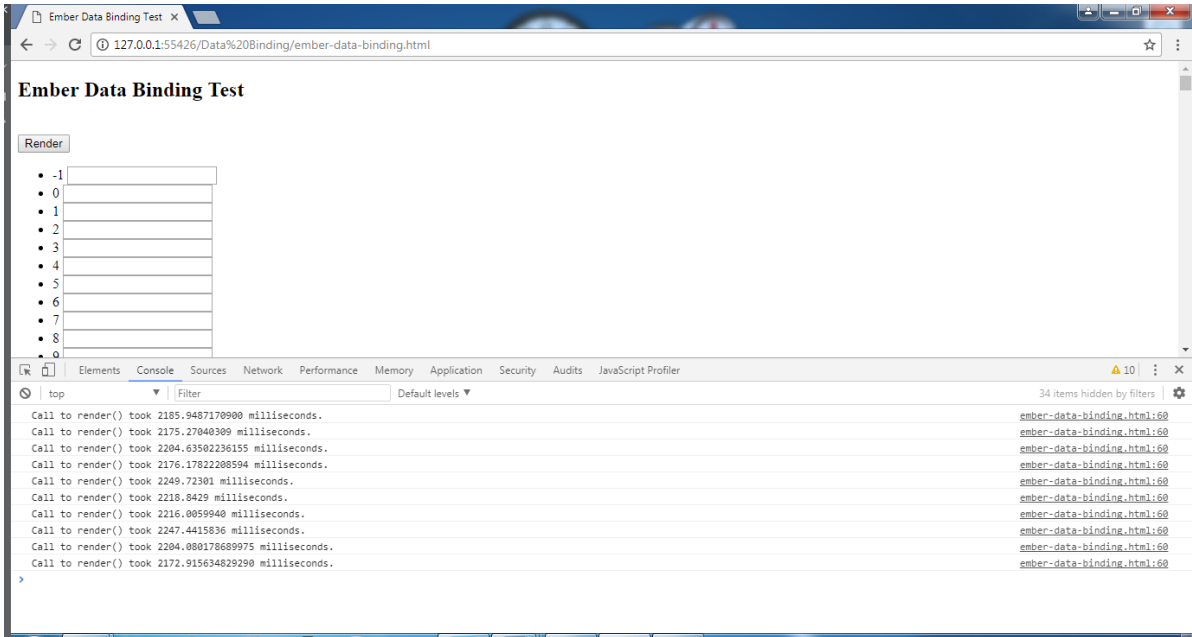 Ember Data Binding Test
127.0.0.1:55426/Data%20Binding/ember-data-binding.html
Ember Data Binding Test
Render
-1
0
1
2
3
4
5
6
7
8
9
Elements Console Sources Network Performance Memory Application Security Audits JavaScript Profiler 10
top Filter Default levels 34 items hidden by filters
Call to render() took 2185.9487170900 milliseconds. ember-data-binding.html:60
Call to render() took 2175.27040309 milliseconds. ember-data-binding.html:60
Call to render() took 2204.63502236155 milliseconds. ember-data-binding.html:60
Call to render() took 2176.17822208594 milliseconds. ember-data-binding.html:60
Call to render() took 2249.72301 milliseconds. ember-data-binding.html:60
Call to render() took 2218.8429 milliseconds. ember-data-binding.html:60
Call to render() took 2216.0059940 milliseconds. ember-data-binding.html:60
Call to render() took 2247.4415836 milliseconds. ember-data-binding.html:60
Call to render() took 2204.080178689975 milliseconds. ember-data-binding.html:60
Call to render() took 2172.915634829290 milliseconds. ember-data-binding.html:60